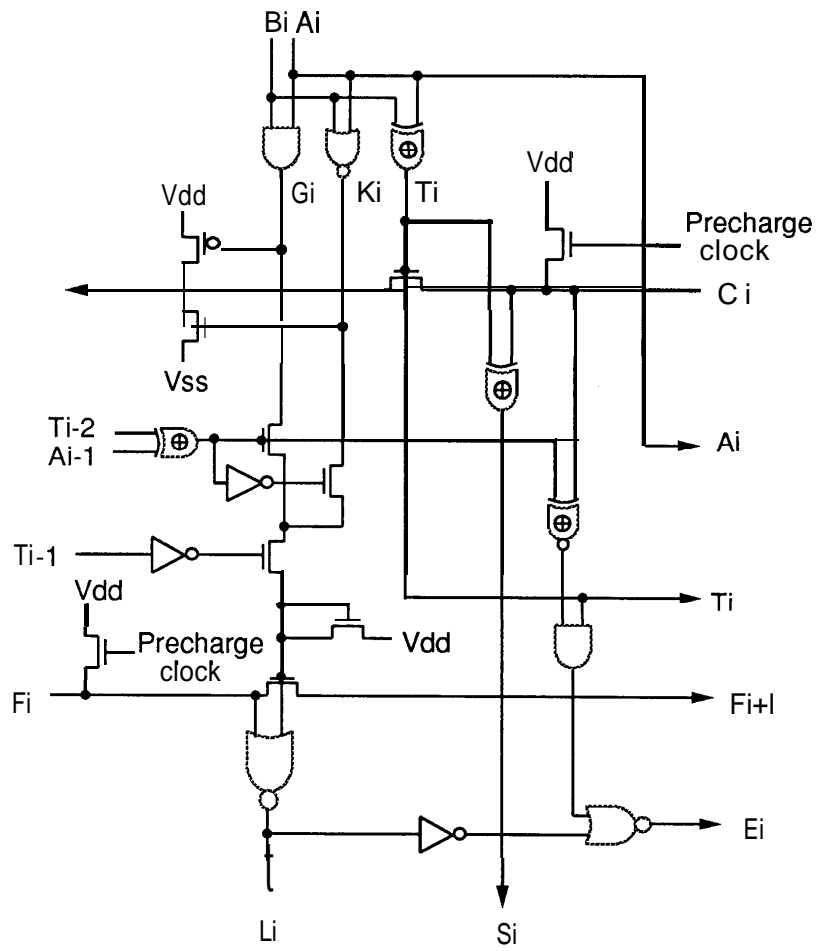 Bi Ai
Gi
Ki
Ti
Vdd
Vdd
Precharge
clock
C i
Vss
Ti-2
Ai-1
Ai
Ti-1
Ti
Vdd
Precharge
clock
Vdd
Fi
Fi+l
Ei
Li
Si